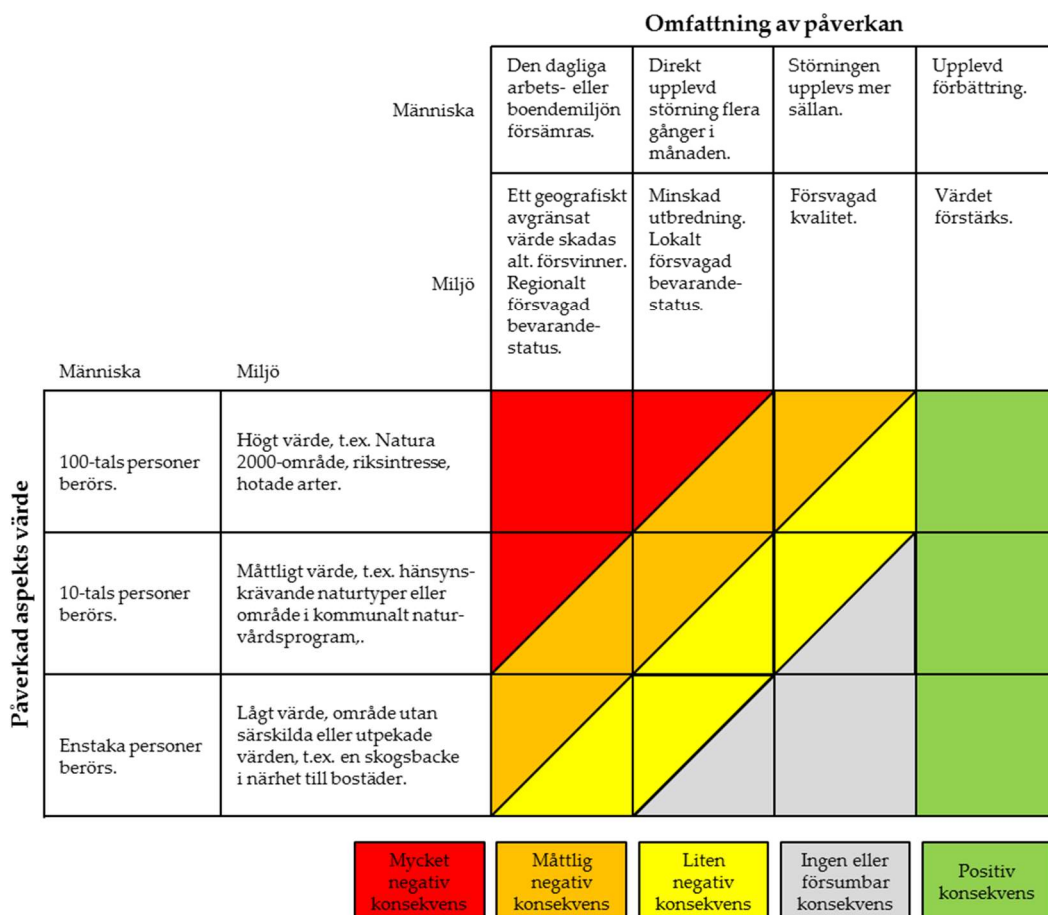 Omfattning av påverkan
Människa
Den dagliga
arbets- eller
boendemiljön
försämras.
Direkt
upplevd
störning flera
gånger i
månaden.
Störningen
upplevs mer
sällan.
Upplevd
förbättring.
Miljö
Ett geografiskt
avgränsat
värde skadas
alt. försvinner.
Regionalt
försvagad
bevarande-
status.
Minskad
utbredning.
Lokalt
försvagad
bevarande-
status.
Försvagad
kvalitet.
Värdet
förstärks.
Människa
Miljö
Påverkad aspekts värde
100-tals personer
berörs.
Högt värde, t.ex. Natura
2000-område, riksintresse,
hotade arter.
10-tals personer
berörs.
Måttligt värde, t.ex. hänsyns-
krävande naturtyper eller
område i kommunalt natur-
vårdsprogram,.
Enstaka personer
berörs.
Lågt värde, område utan
särskilda eller utpekade
värden, t.ex. en skogsbacke
i närhet till bostäder.
Mycket
negativ
konsekvens
Måttlig
negativ
konsekvens
Liten
negativ
konsekvens
Ingen eller
försumbar
konsekvens
Positiv
konsekvens